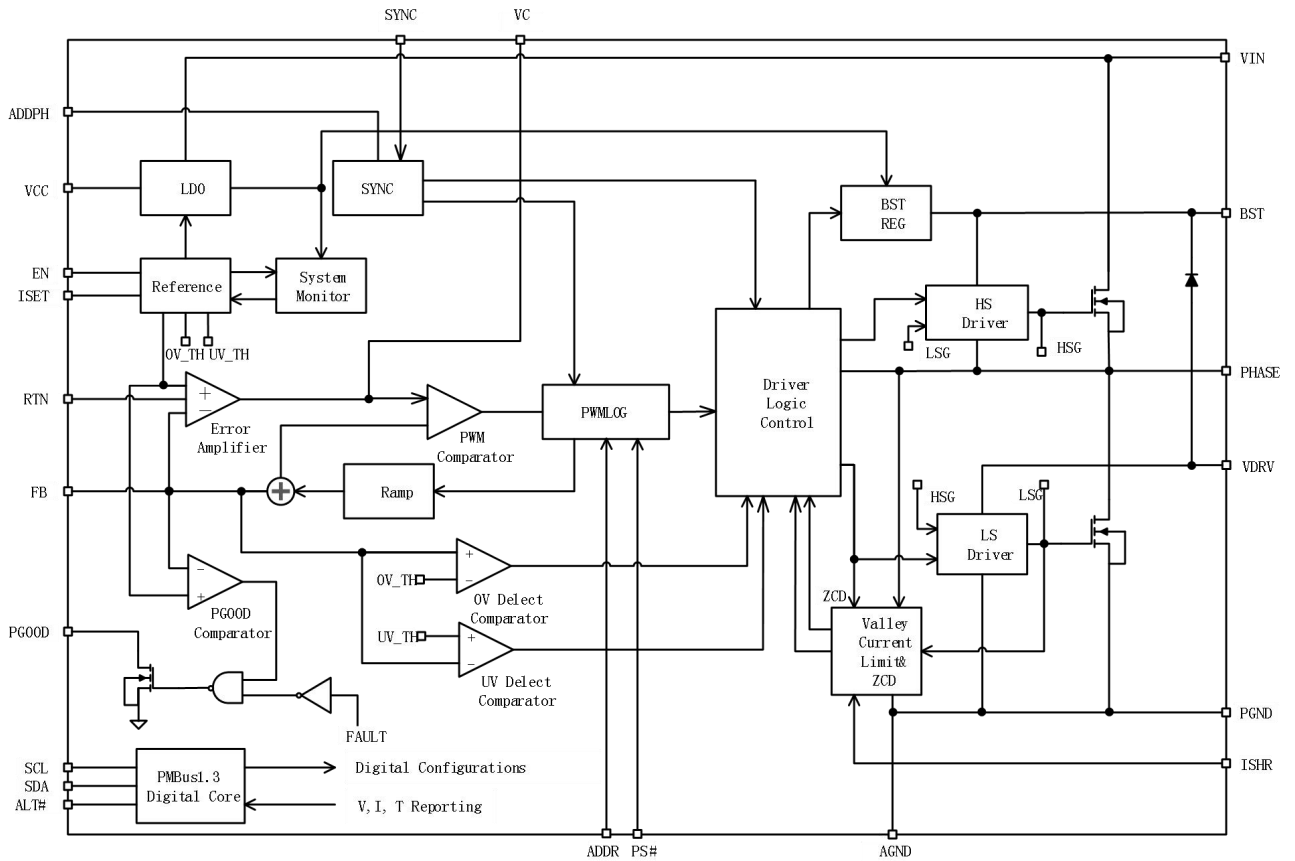 SYNC
VC
VIN
ADDPH
VCC
LDO
SYNC
BST
REG
BST
EN
ISET
Reference
System
Monitor
OV_TH
UV_TH
HS
Driver
LSG
HSG
RTN
+
−
Error
Amplifier
PWM
Comparator
PWMLOG
Driver
Logic
Control
PHASE
FB
+
Ramp
VDRV
HSG
LSG
LS
Driver
−
+
PGOOD
Comparator
+
−
OV_TH
OV Delect
Comparator
UV_TH
+
−
UV Delect
Comparator
ZCD
Valley
Current
Limit&
ZCD
PGOOD
FAULT
PGND
ISHR
SCL
SDA
ALT#
PMBus1.3
Digital Core
Digital Configurations
V, I, T Reporting
ADDR
PS#
AGND